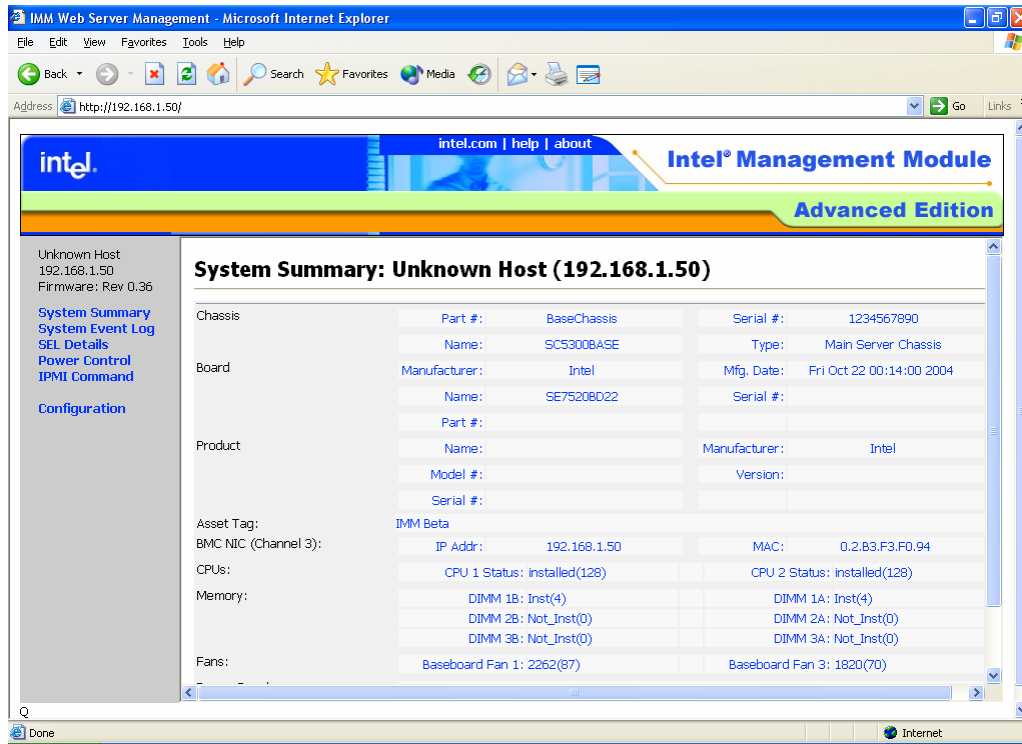 IMM Web Server Management - Microsoft Internet Explorer
File Edit View Favorites Tools Help
Back Search Favorites Media
Address http://192.168.1.50/ Go Links
intel.com | help | about
intel. Intel® Management Module
Advanced Edition
Unknown Host
192.168.1.50
Firmware: Rev 0.36
System Summary
System Event Log
SEL Details
Power Control
IPMI Command
Configuration
System Summary: Unknown Host (192.168.1.50)
Chassis Part #: BaseChassis Serial #: 1234567890
Name: SC5300BASE Type: Main Server Chassis
Board Manufacturer: Intel Mfg. Date: Fri Oct 22 00:14:00 2004
Name: SE7520BD22 Serial #:
Part #:
Product Name: Manufacturer: Intel
Model #: Version:
Serial #:
Asset Tag: IMM Beta
BMC NIC (Channel 3): IP Addr: 192.168.1.50 MAC: 0.2.B3.F3.F0.94
CPUs: CPU 1 Status: installed(128) CPU 2 Status: installed(128)
Memory: DIMM 1B: Inst(4) DIMM 1A: Inst(4)
DIMM 2B: Not_Inst(0) DIMM 2A: Not_Inst(0)
DIMM 3B: Not_Inst(0) DIMM 3A: Not_Inst(0)
Fans: Baseboard Fan 1: 2262(87) Baseboard Fan 3: 1820(70)
Q
Done Internet